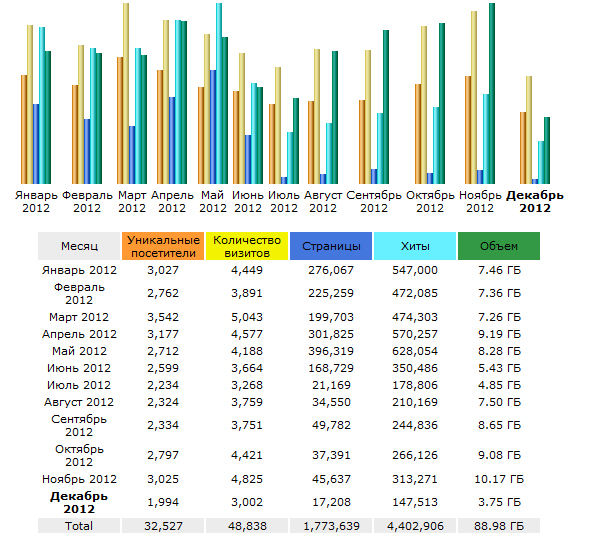 Январь Февраль Март Апрель Май Июнь Июль Август Сентябрь Октябрь Ноябрь Декабрь
2012 2012 2012 2012 2012 2012 2012 2012 2012 2012 2012 2012
Месяц Уникальные посетители Количество визитов Страницы Хиты Объем
Январь 2012 3,027 4,449 276,067 547,000 7.46 ГБ
Февраль 2012 2,762 3,891 225,259 472,085 7.36 ГБ
Март 2012 3,542 5,043 199,703 474,303 7.26 ГБ
Апрель 2012 3,177 4,577 301,825 570,257 9.19 ГБ
Май 2012 2,712 4,188 396,319 628,054 8.28 ГБ
Июнь 2012 2,599 3,664 168,729 350,486 5.43 ГБ
Июль 2012 2,234 3,268 21,169 178,806 4.85 ГБ
Август 2012 2,324 3,759 34,550 210,169 7.50 ГБ
Сентябрь 2012 2,334 3,751 49,782 244,836 8.65 ГБ
Октябрь 2012 2,797 4,421 37,391 266,126 9.08 ГБ
Ноябрь 2012 3,025 4,825 45,637 313,271 10.17 ГБ
Декабрь 2012 1,994 3,002 17,208 147,513 3.75 ГБ
Total 32,527 48,838 1,773,639 4,402,906 88.98 ГБ